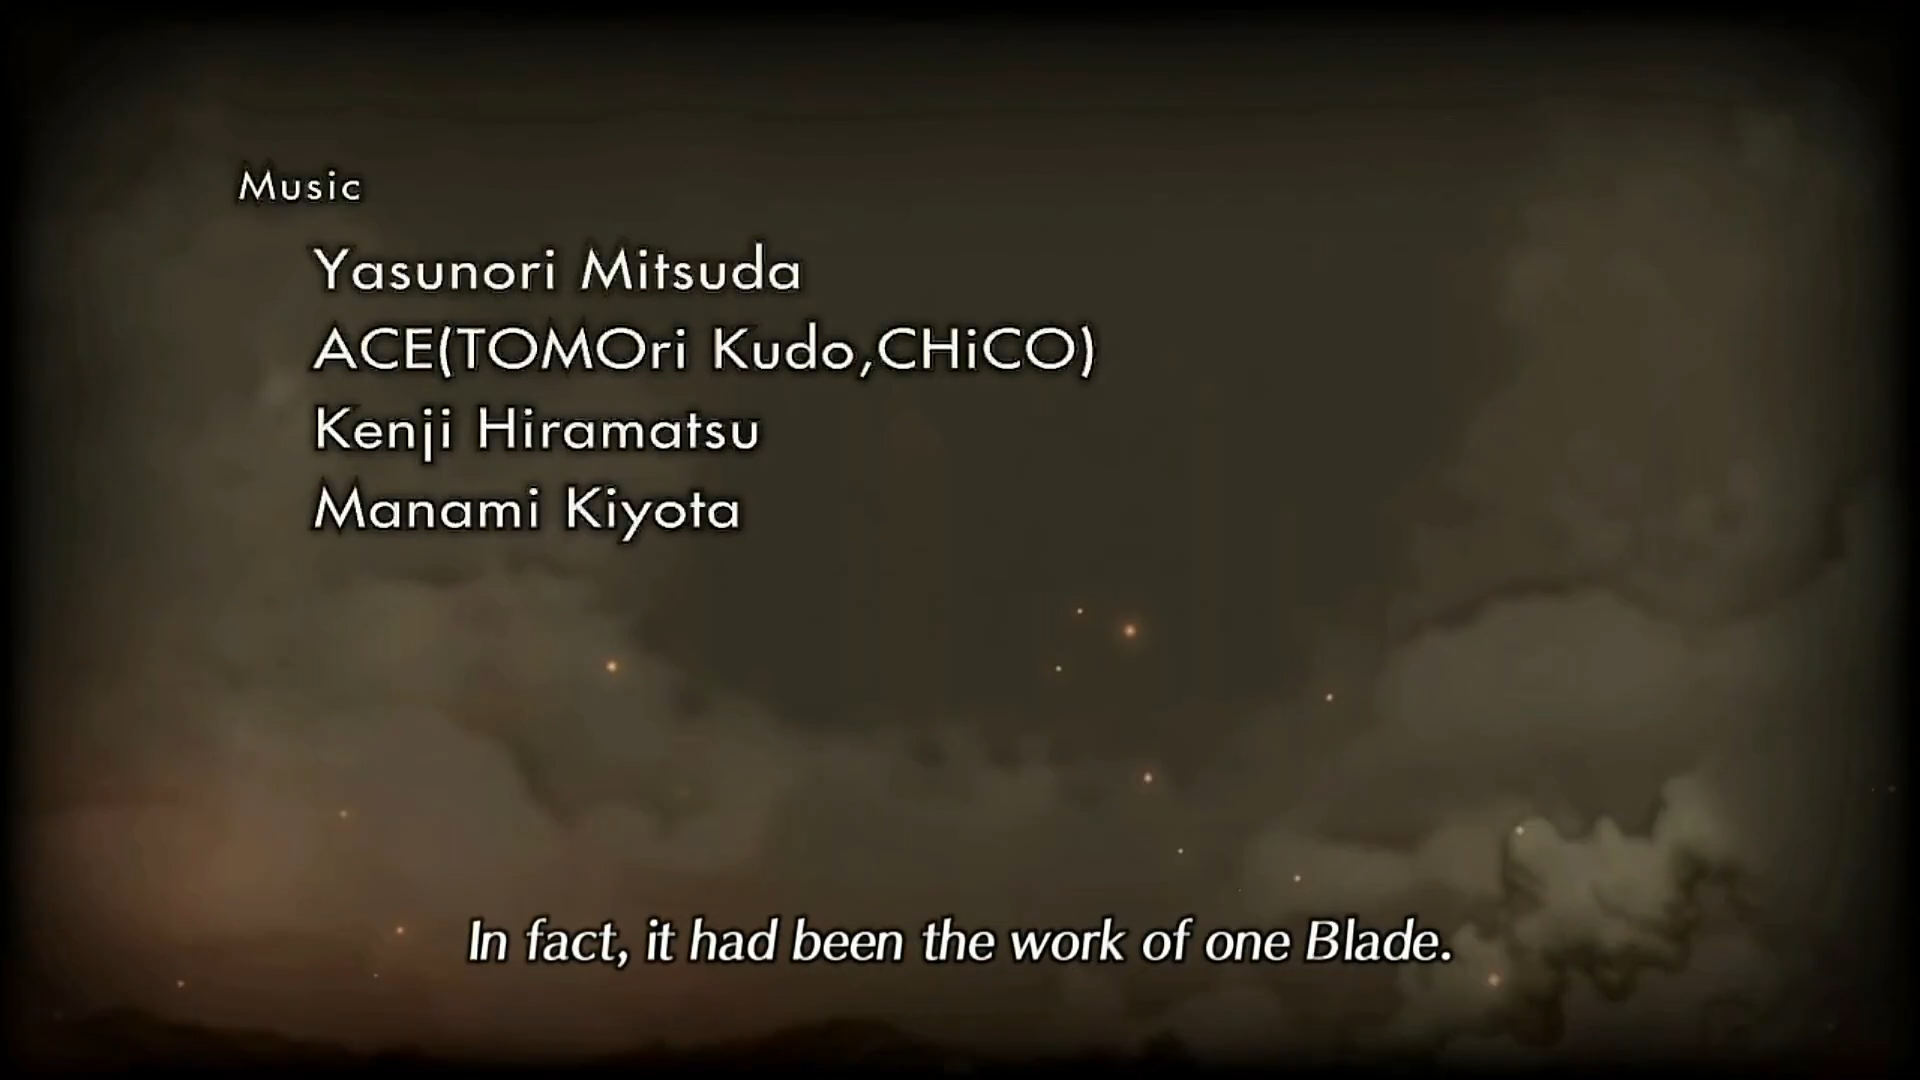 Music
Yasunori Mitsuda
ACE(TOMOri Kudo,CHiCO)
Kenji Hiramatsu
Manami Kiyota
In fact, it had been the work of one Blade.